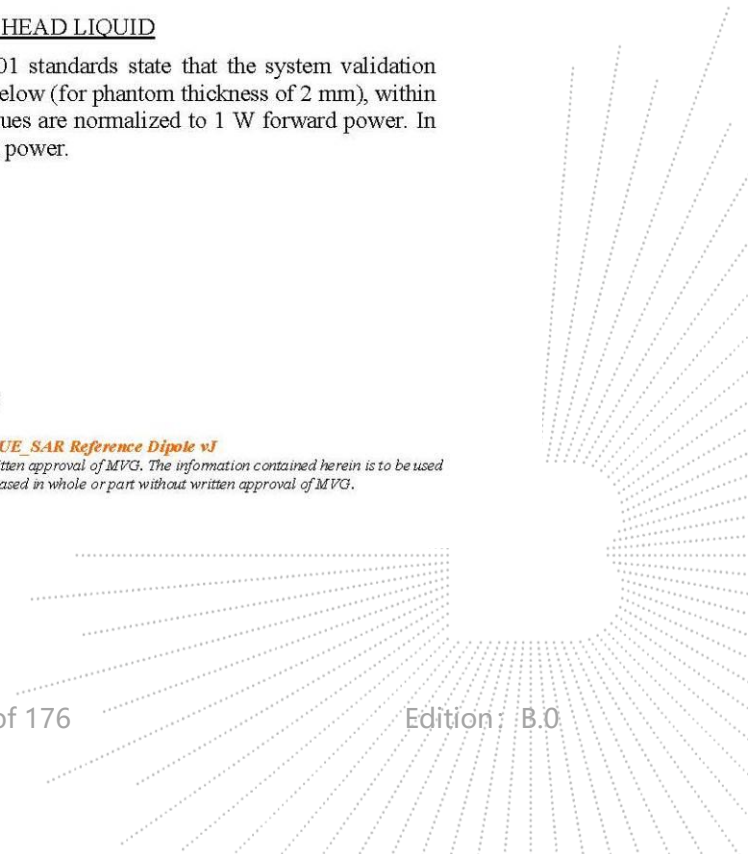 HEAD LIQUID
01 standards state that the system validation
elow (for phantom thickness of 2 mm), within
ues are normalized to 1 W forward power. In
power.
UE_SAR Reference Dipole vJ
tten approval of MVG. The information contained herein is to be used
ased in whole or part without written approval of MVG.
of 176 Edition: B.0